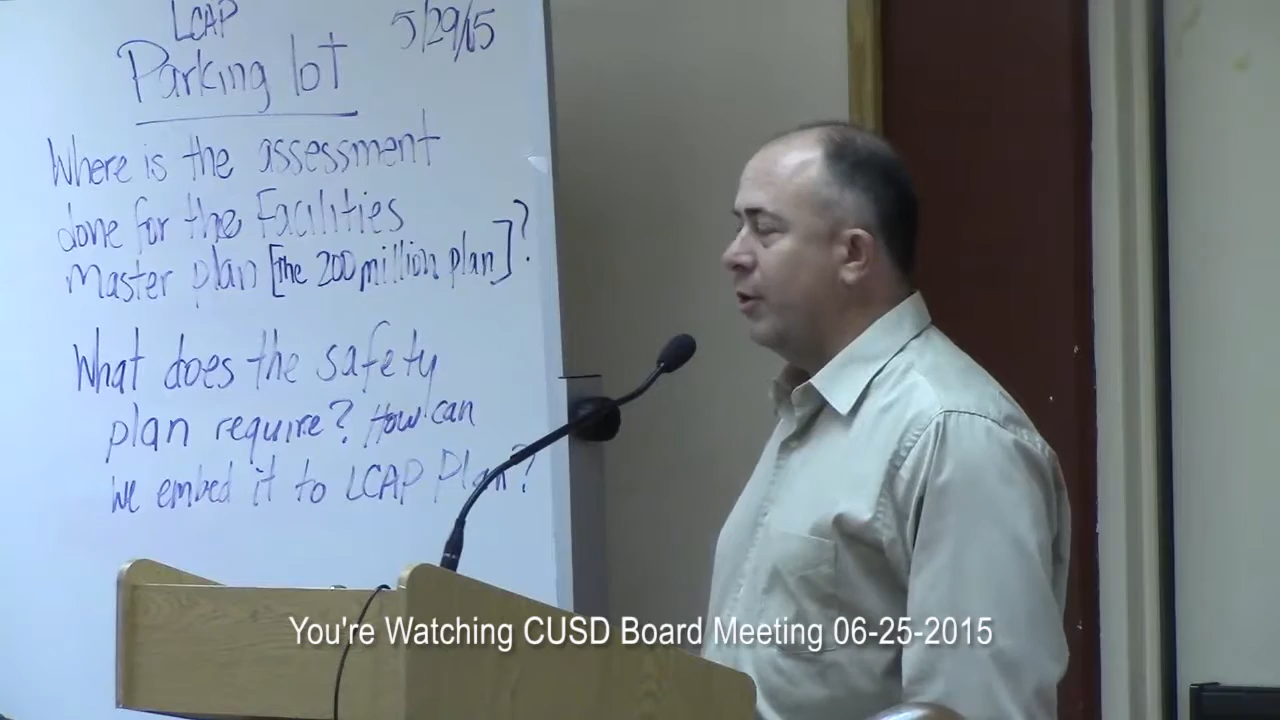 LCAP
Parking lot 5/29/15
Where is the assessment
done for the Facilities
Master plan [the 200 million plan]?
What does the safety
plan require? How can
we embed it to LCAP Plan?
You're Watching CUSD Board Meeting 06-25-2015